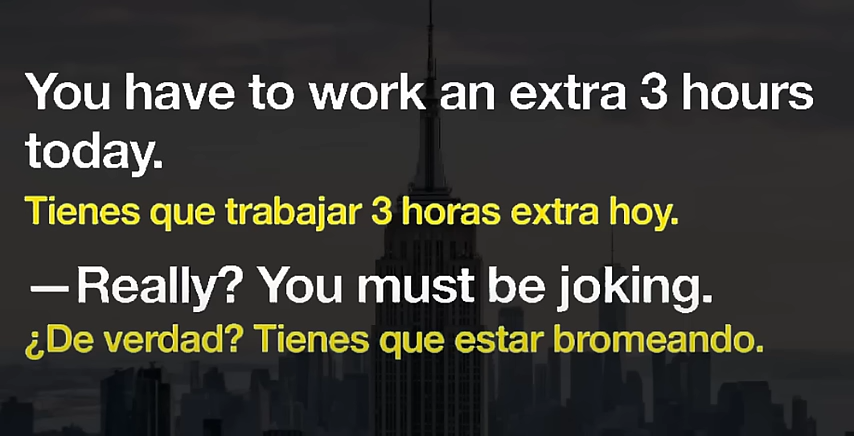 You have to work an extra 3 hours
today.
Tienes que trabajar 3 horas extra hoy.
—Really? You must be joking.
¿De verdad? Tienes que estar bromeando.